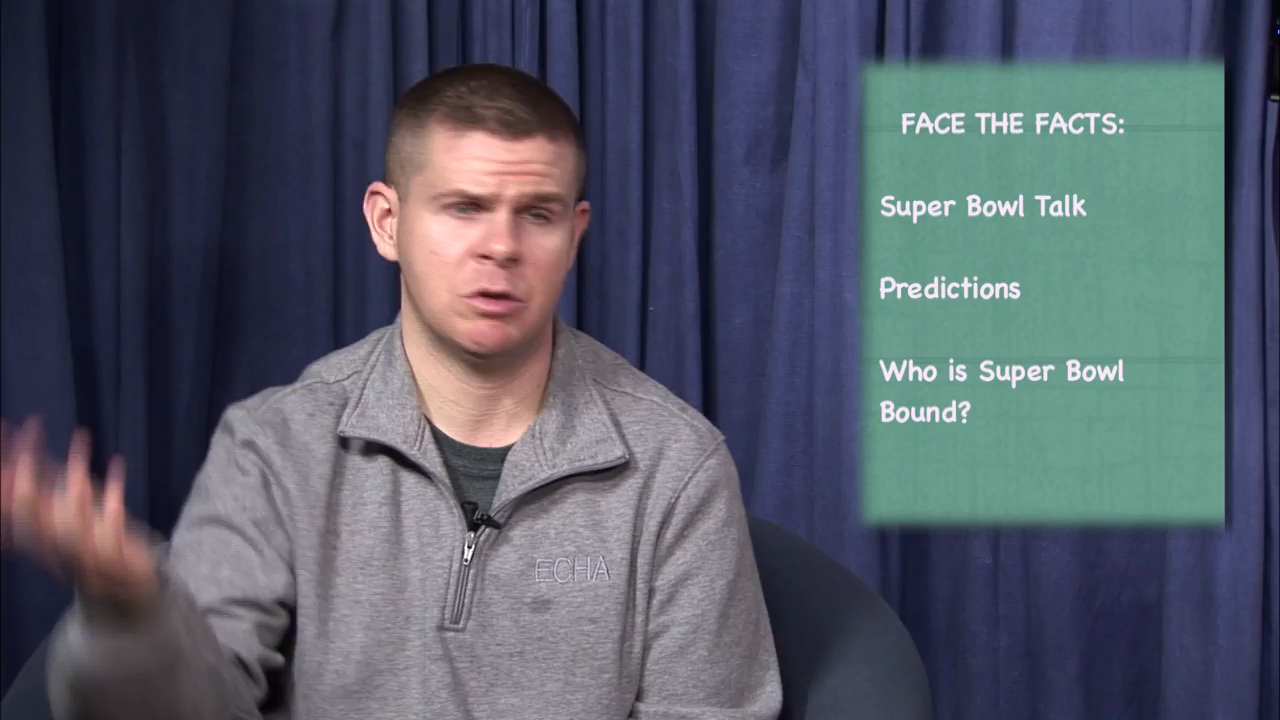 FACE THE FACTS:
Super Bowl Talk
Predictions
Who is Super Bowl
Bound?
ECHA